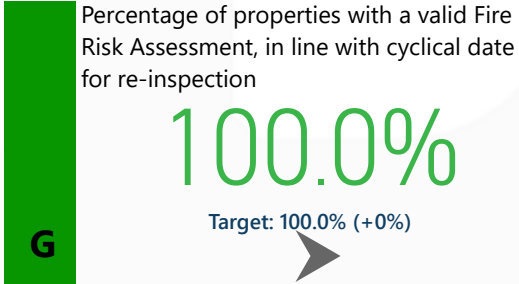 Percentage of properties with a valid Fire
Risk Assessment, in line with cyclical date
for re-inspection
100.0%
Target: 100.0% (+0%)
G